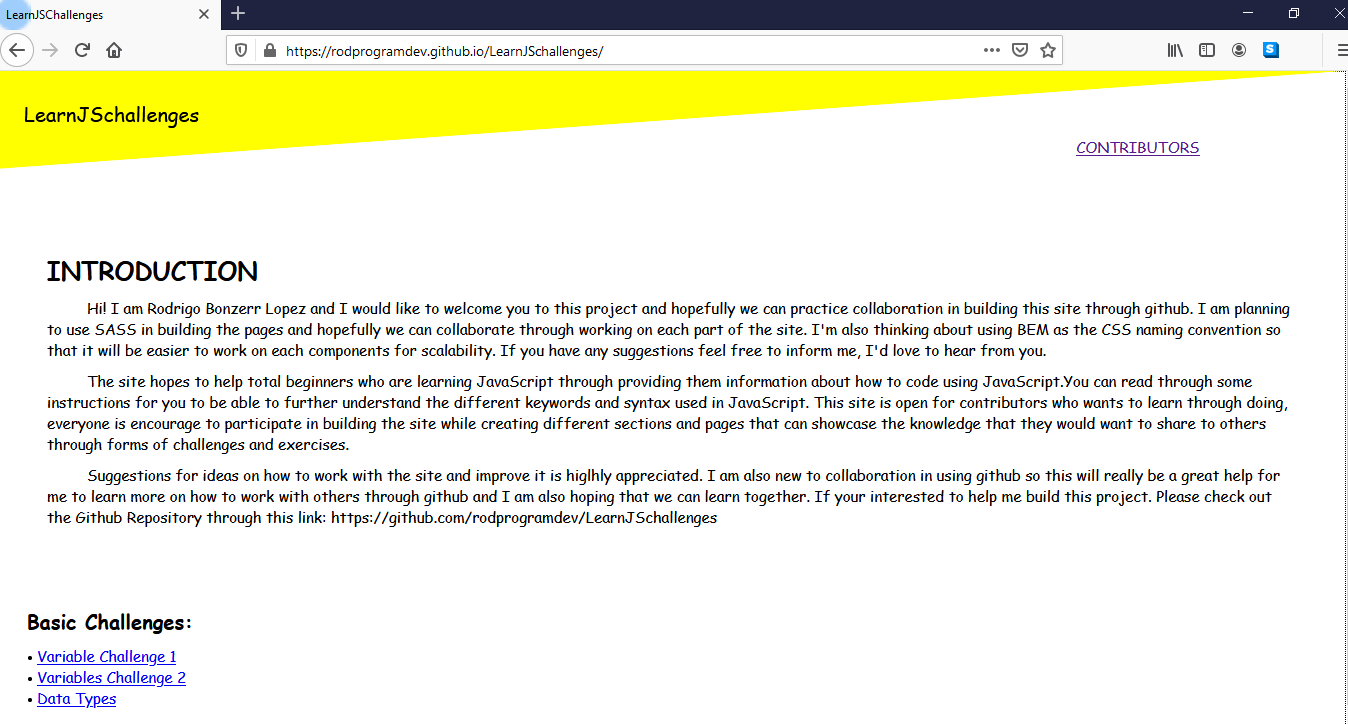 LearnJSChallenges
https://rodprogramdev.github.io/LearnJSchallenges/
LearnJSchallenges
CONTRIBUTORS
INTRODUCTION
Hi! I am Rodrigo Bonzerr Lopez and I would like to welcome you to this project and hopefully we can practice collaboration in building this site through github. I am planning
to use SASS in building the pages and hopefully we can collaborate through working on each part of the site. I'm also thinking about using BEM as the CSS naming convention so
that it will be easier to work on each components for scalability. If you have any suggestions feel free to inform me, I'd love to hear from you.
The site hopes to help total beginners who are learning JavaScript through providing them information about how to code using JavaScript.You can read through some
instructions for you to be able to further understand the different keywords and syntax used in JavaScript. This site is open for contributors who wants to learn through doing,
everyone is encourage to participate in building the site while creating different sections and pages that can showcase the knowledge that they would want to share to others
through forms of challenges and exercises.
Suggestions for ideas on how to work with the site and improve it is higlhly appreciated. I am also new to collaboration in using github so this will really be a great help for
me to learn more on how to work with others through github and I am also hoping that we can learn together. If your interested to help me build this project. Please check out
the Github Repository through this link: https://github.com/rodprogramdev/LearnJSchallenges
Basic Challenges:
• Variable Challenge 1
• Variables Challenge 2
• Data Types